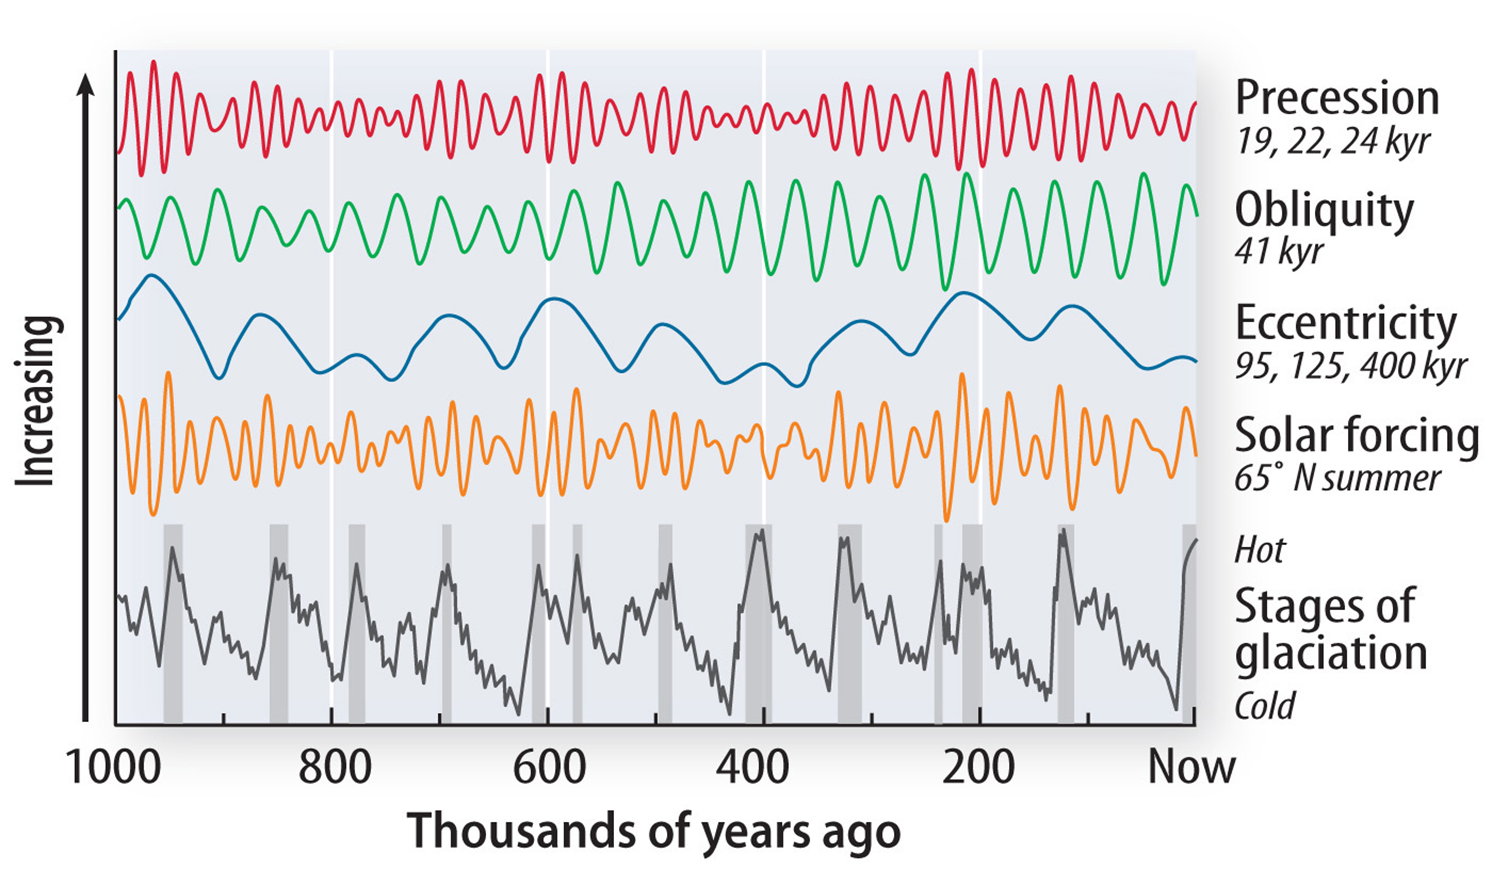 Increasing
Precession
19, 22, 24 kyr
Obliquity
41 kyr
Eccentricity
95, 125, 400 kyr
Solar forcing
65° N summer
Hot
Stages of
glaciation
Cold
1000 800 600 400 200 Now
Thousands of years ago